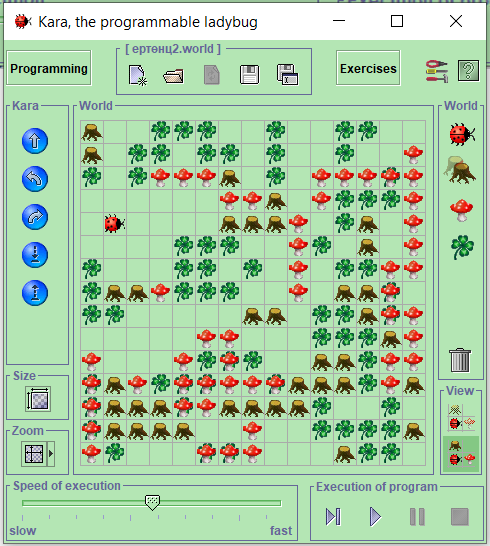 Kara, the programmable ladybug
Programming
[ ертөнц2.world ]
Exercises
Kara
World
World
Size
Zoom
View
Speed of execution
slow
fast
Execution of program